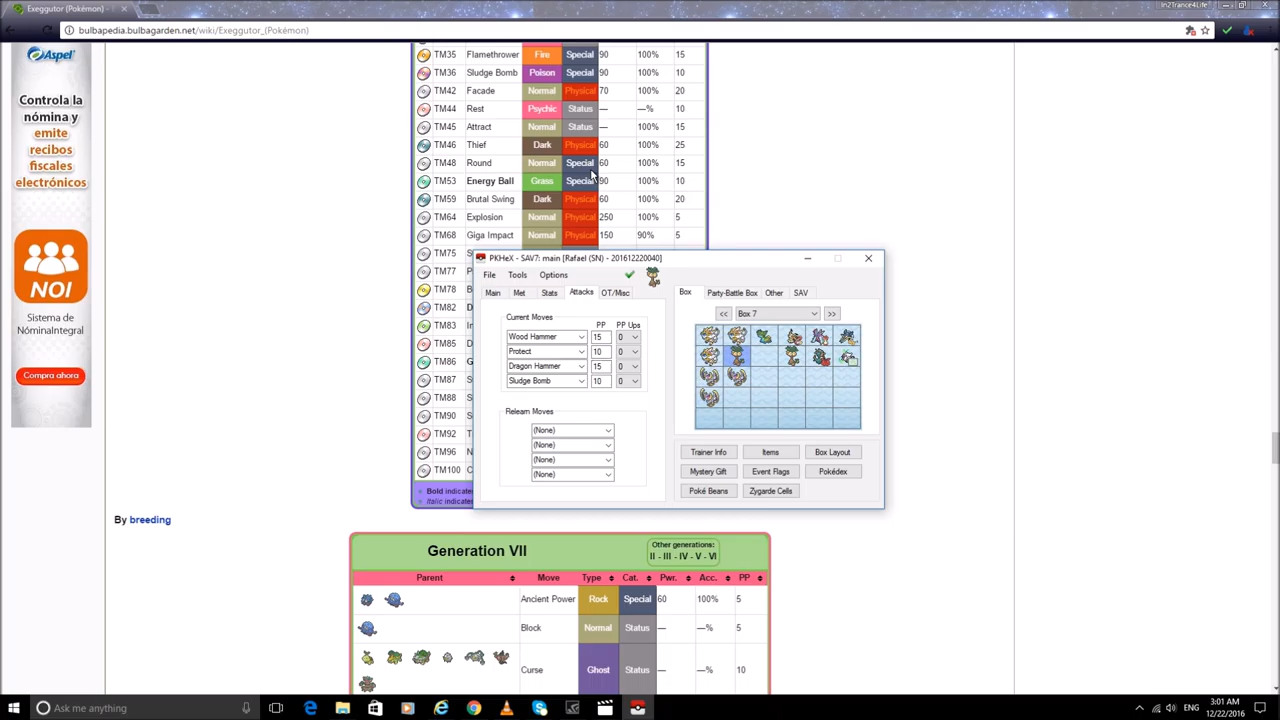 Exeggutor (Pokémon) -
In2Trance4Life
bulbapedia.bulbagarden.net/wiki/Exeggutor_(Pokémon)
Aspel
Controla la
nómina y
emite
recibos
fiscales
electrónicos
NOI
Sistema de
NóminaIntegral
Compra ahora
TM35 Flamethrower Fire Special 90 100% 15
TM36 Sludge Bomb Poison Special 90 100% 10
TM42 Facade Normal Physical 70 100% 20
TM44 Rest Psychic Status — —% 10
TM45 Attract Normal Status — 100% 15
TM46 Thief Dark Physical 60 100% 25
TM48 Round Normal Special 60 100% 15
TM53 Energy Ball Grass Special 90 100% 10
TM59 Brutal Swing Dark Physical 60 100% 20
TM64 Explosion Normal Physical 250 100% 5
TM68 Giga Impact Normal Physical 150 90% 5
TM75 S
TM77 P
TM78 B
TM82 D
TM83 In
TM85 D
TM86 G
TM87 S
TM88 S
TM90 S
TM92 T
TM96 N
TM100 C
Bold indicate
Italic indicate
PKHeX - SAV7: main [Rafael (SN) - 201612220040]
File Tools Options
Main Met Stats Attacks OT/Misc
Current Moves
PP PP Ups
Wood Hammer 15 0
Protect 10 0
Dragon Hammer 15 0
Sludge Bomb 10 0
Relearn Moves
(None)
(None)
(None)
(None)
Box Party-Battle Box Other SAV
<< Box 7 >>
Trainer Info Items Box Layout
Mystery Gift Event Flags Pokédex
Poké Beans Zygarde Cells
By breeding
Generation VII
Other generations:
II - III - IV - V - VI
Parent Move Type Cat. Pwr. Acc. PP
Ancient Power Rock Special 60 100% 5
Block Normal Status — —% 5
Curse Ghost Status — —% 10
Ask me anything
ENG
3:01 AM
12/22/2016